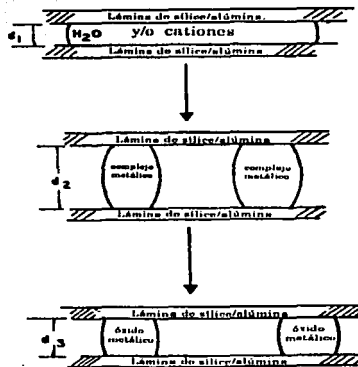 Lámina de sílice/alúmina.
d1 H2O y/o cationes
Lámina de sílice/alúmina
Lámina de sílice/alúmina
d2 complejo metálico complejo metálico
Lámina de sílice/alúmina
Lámina de sílice/alúmina
d3 óxido metálico óxido metálico
Lámina de sílice/alúmina